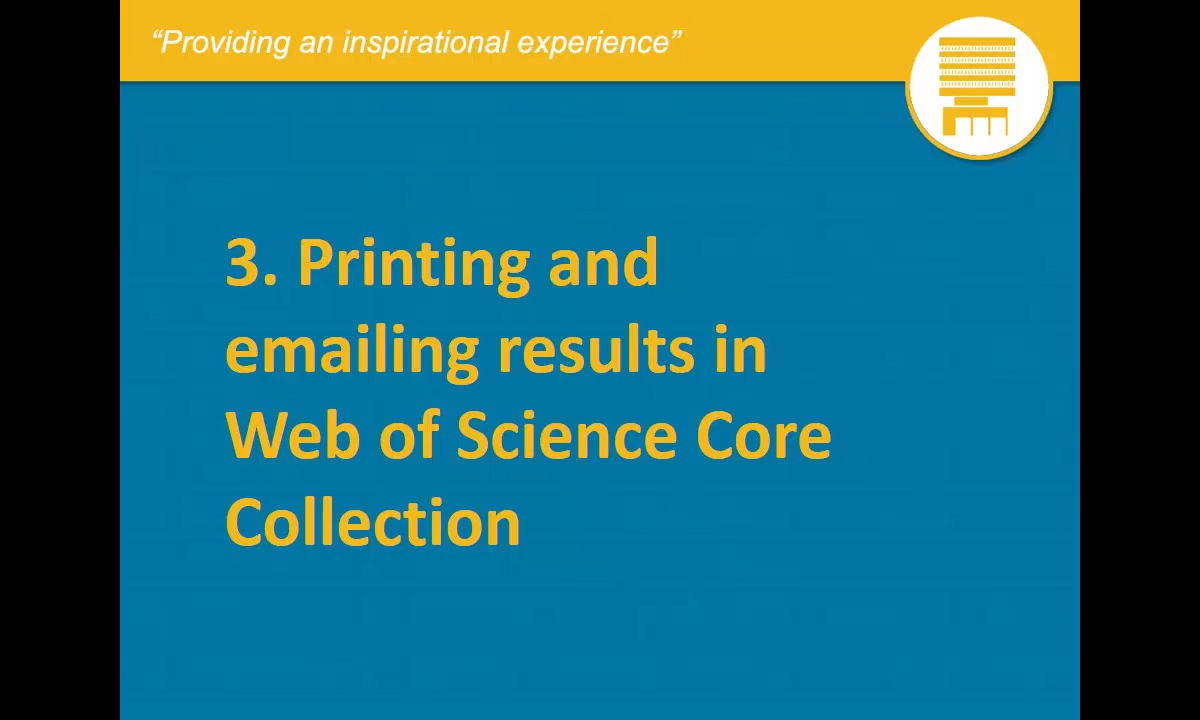 “Providing an inspirational experience”
3. Printing and
emailing results in
Web of Science Core
Collection